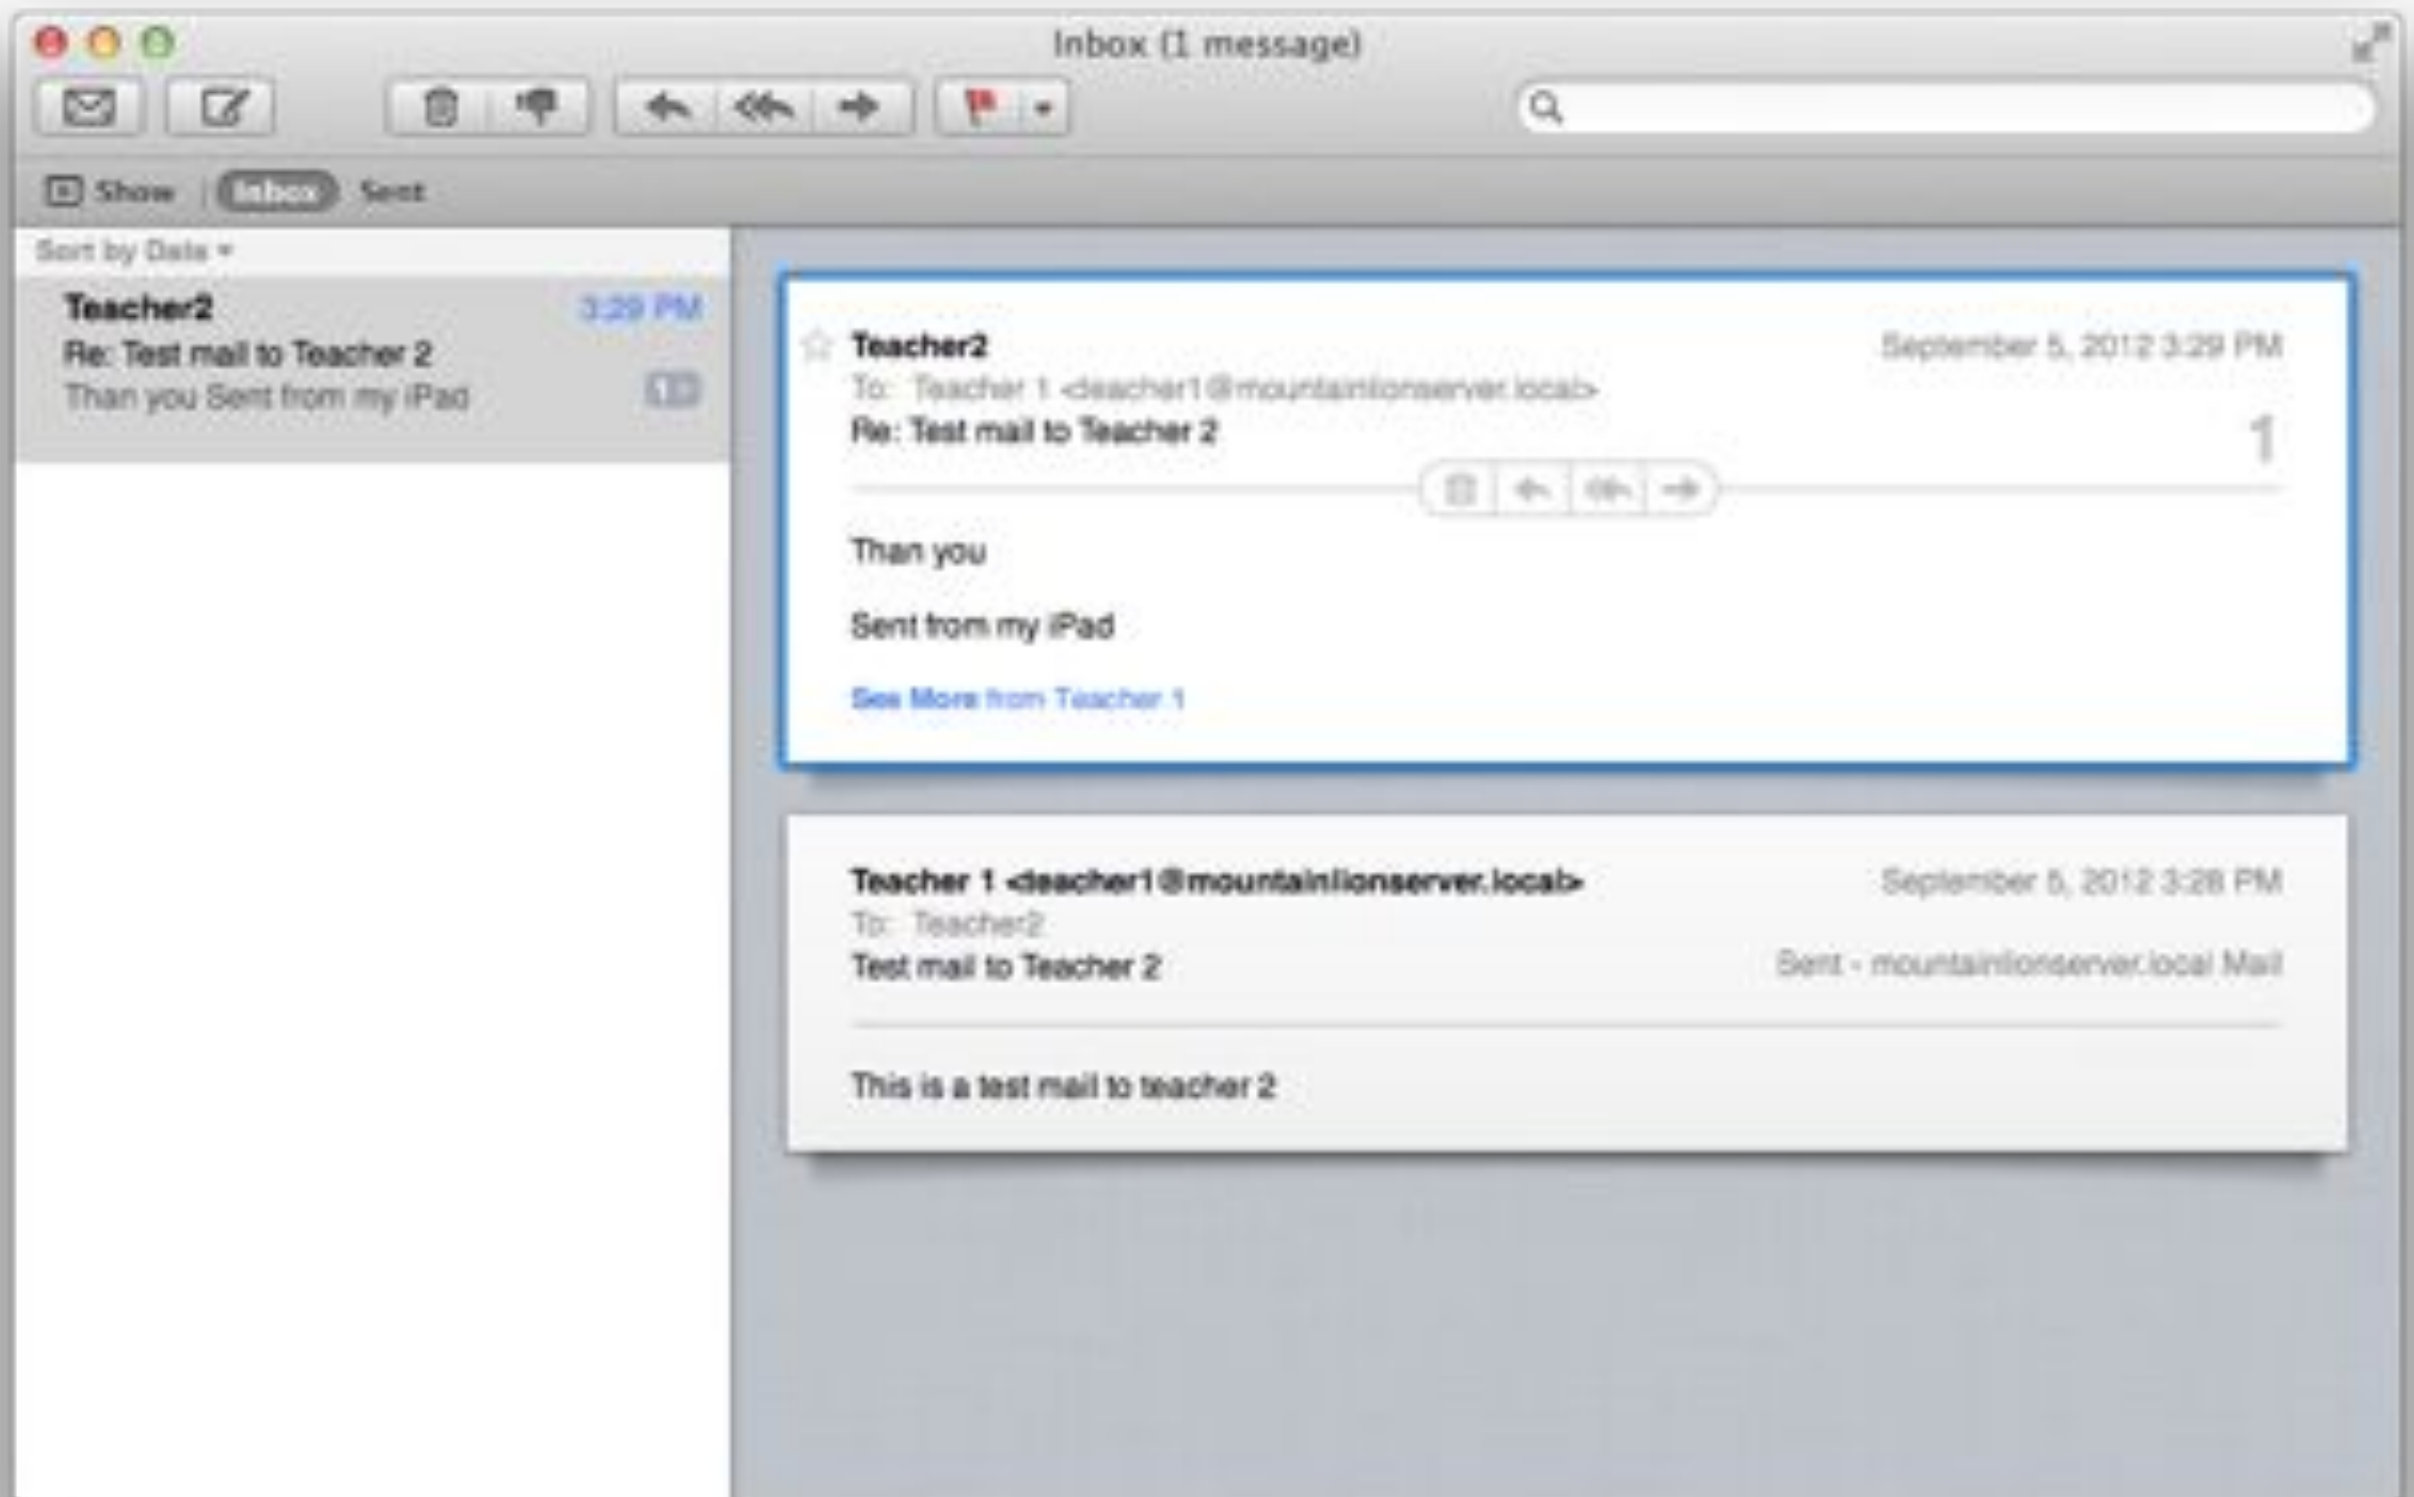 Inbox (1 message)
Show Inbox Sent
Sort by Date
Teacher2 3:29 PM
Re: Test mail to Teacher 2
Than you Sent from my iPad
Teacher2 September 5, 2012 3:29 PM
To: Teacher 1 <teacher1@mountainlionserver.local>
Re: Test mail to Teacher 2
1
Than you
Sent from my iPad
See More from Teacher 1
Teacher 1 <teacher1@mountainlionserver.local> September 5, 2012 3:28 PM
To: Teacher2
Test mail to Teacher 2 Sent - mountainlionserver.local Mail
This is a test mail to teacher 2